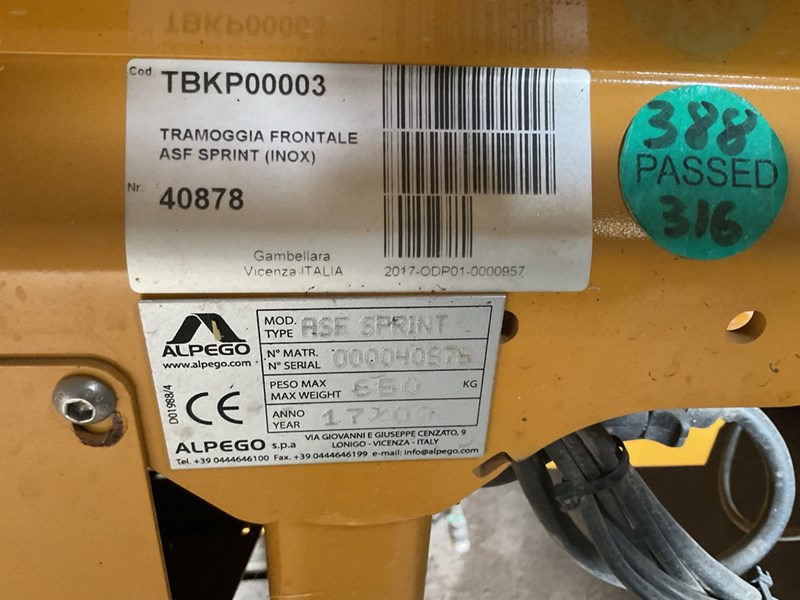 Cod
TBKP00003
TRAMOGGIA FRONTALE
ASF SPRINT (INOX)
Nr.
40878
Gambellara
Vicenza ITALIA
2017-ODP01-0000957
388
PASSED
316
ALPEGO
www.alpego.com
D01988/4
CE
MOD.
TYPE
ASF SPRINT
N° MATR.
N° SERIAL
PESO MAX
MAX WEIGHT
KG
ANNO
YEAR
ALPEGO s.p.a
VIA GIOVANNI E GIUSEPPE CENZATO, 9
LONIGO - VICENZA - ITALY
Tel. +39 0444646100 Fax. +39 0444646199 e-mail: info@alpego.com